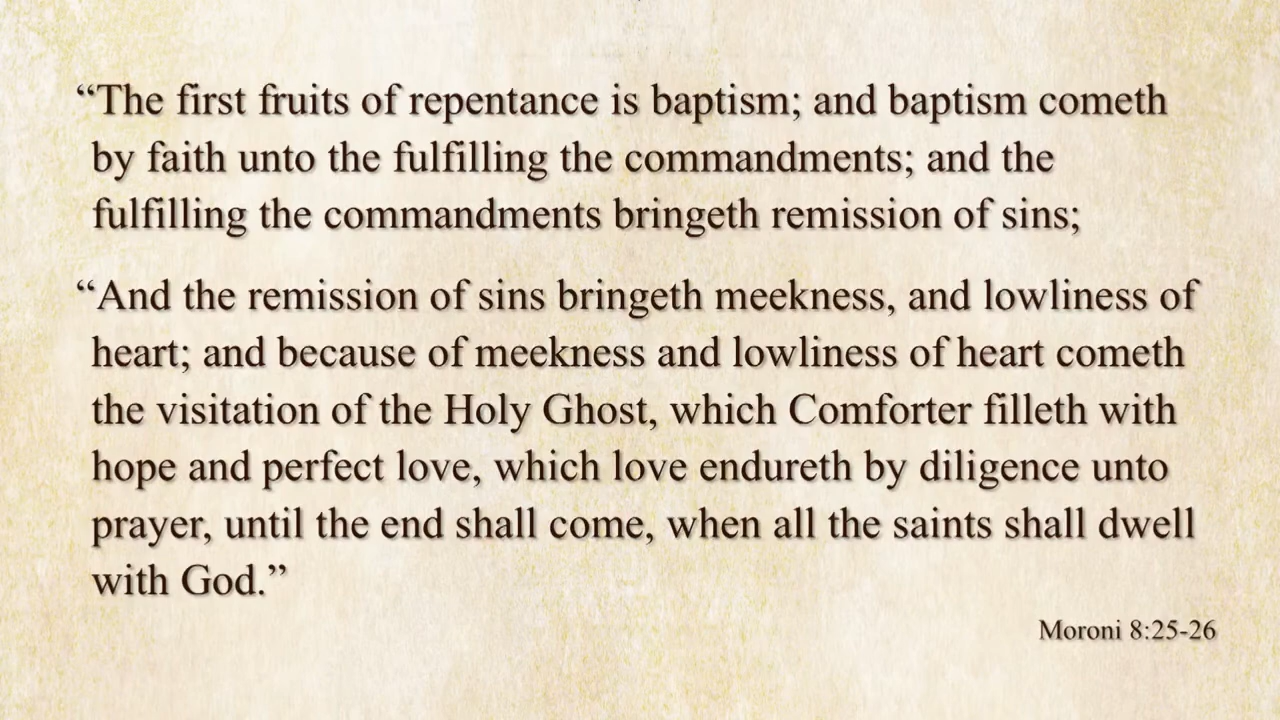 “The first fruits of repentance is baptism; and baptism cometh
by faith unto the fulfilling the commandments; and the
fulfilling the commandments bringeth remission of sins;
“And the remission of sins bringeth meekness, and lowliness of
heart; and because of meekness and lowliness of heart cometh
the visitation of the Holy Ghost, which Comforter filleth with
hope and perfect love, which love endureth by diligence unto
prayer, until the end shall come, when all the saints shall dwell
with God.”
Moroni 8:25-26